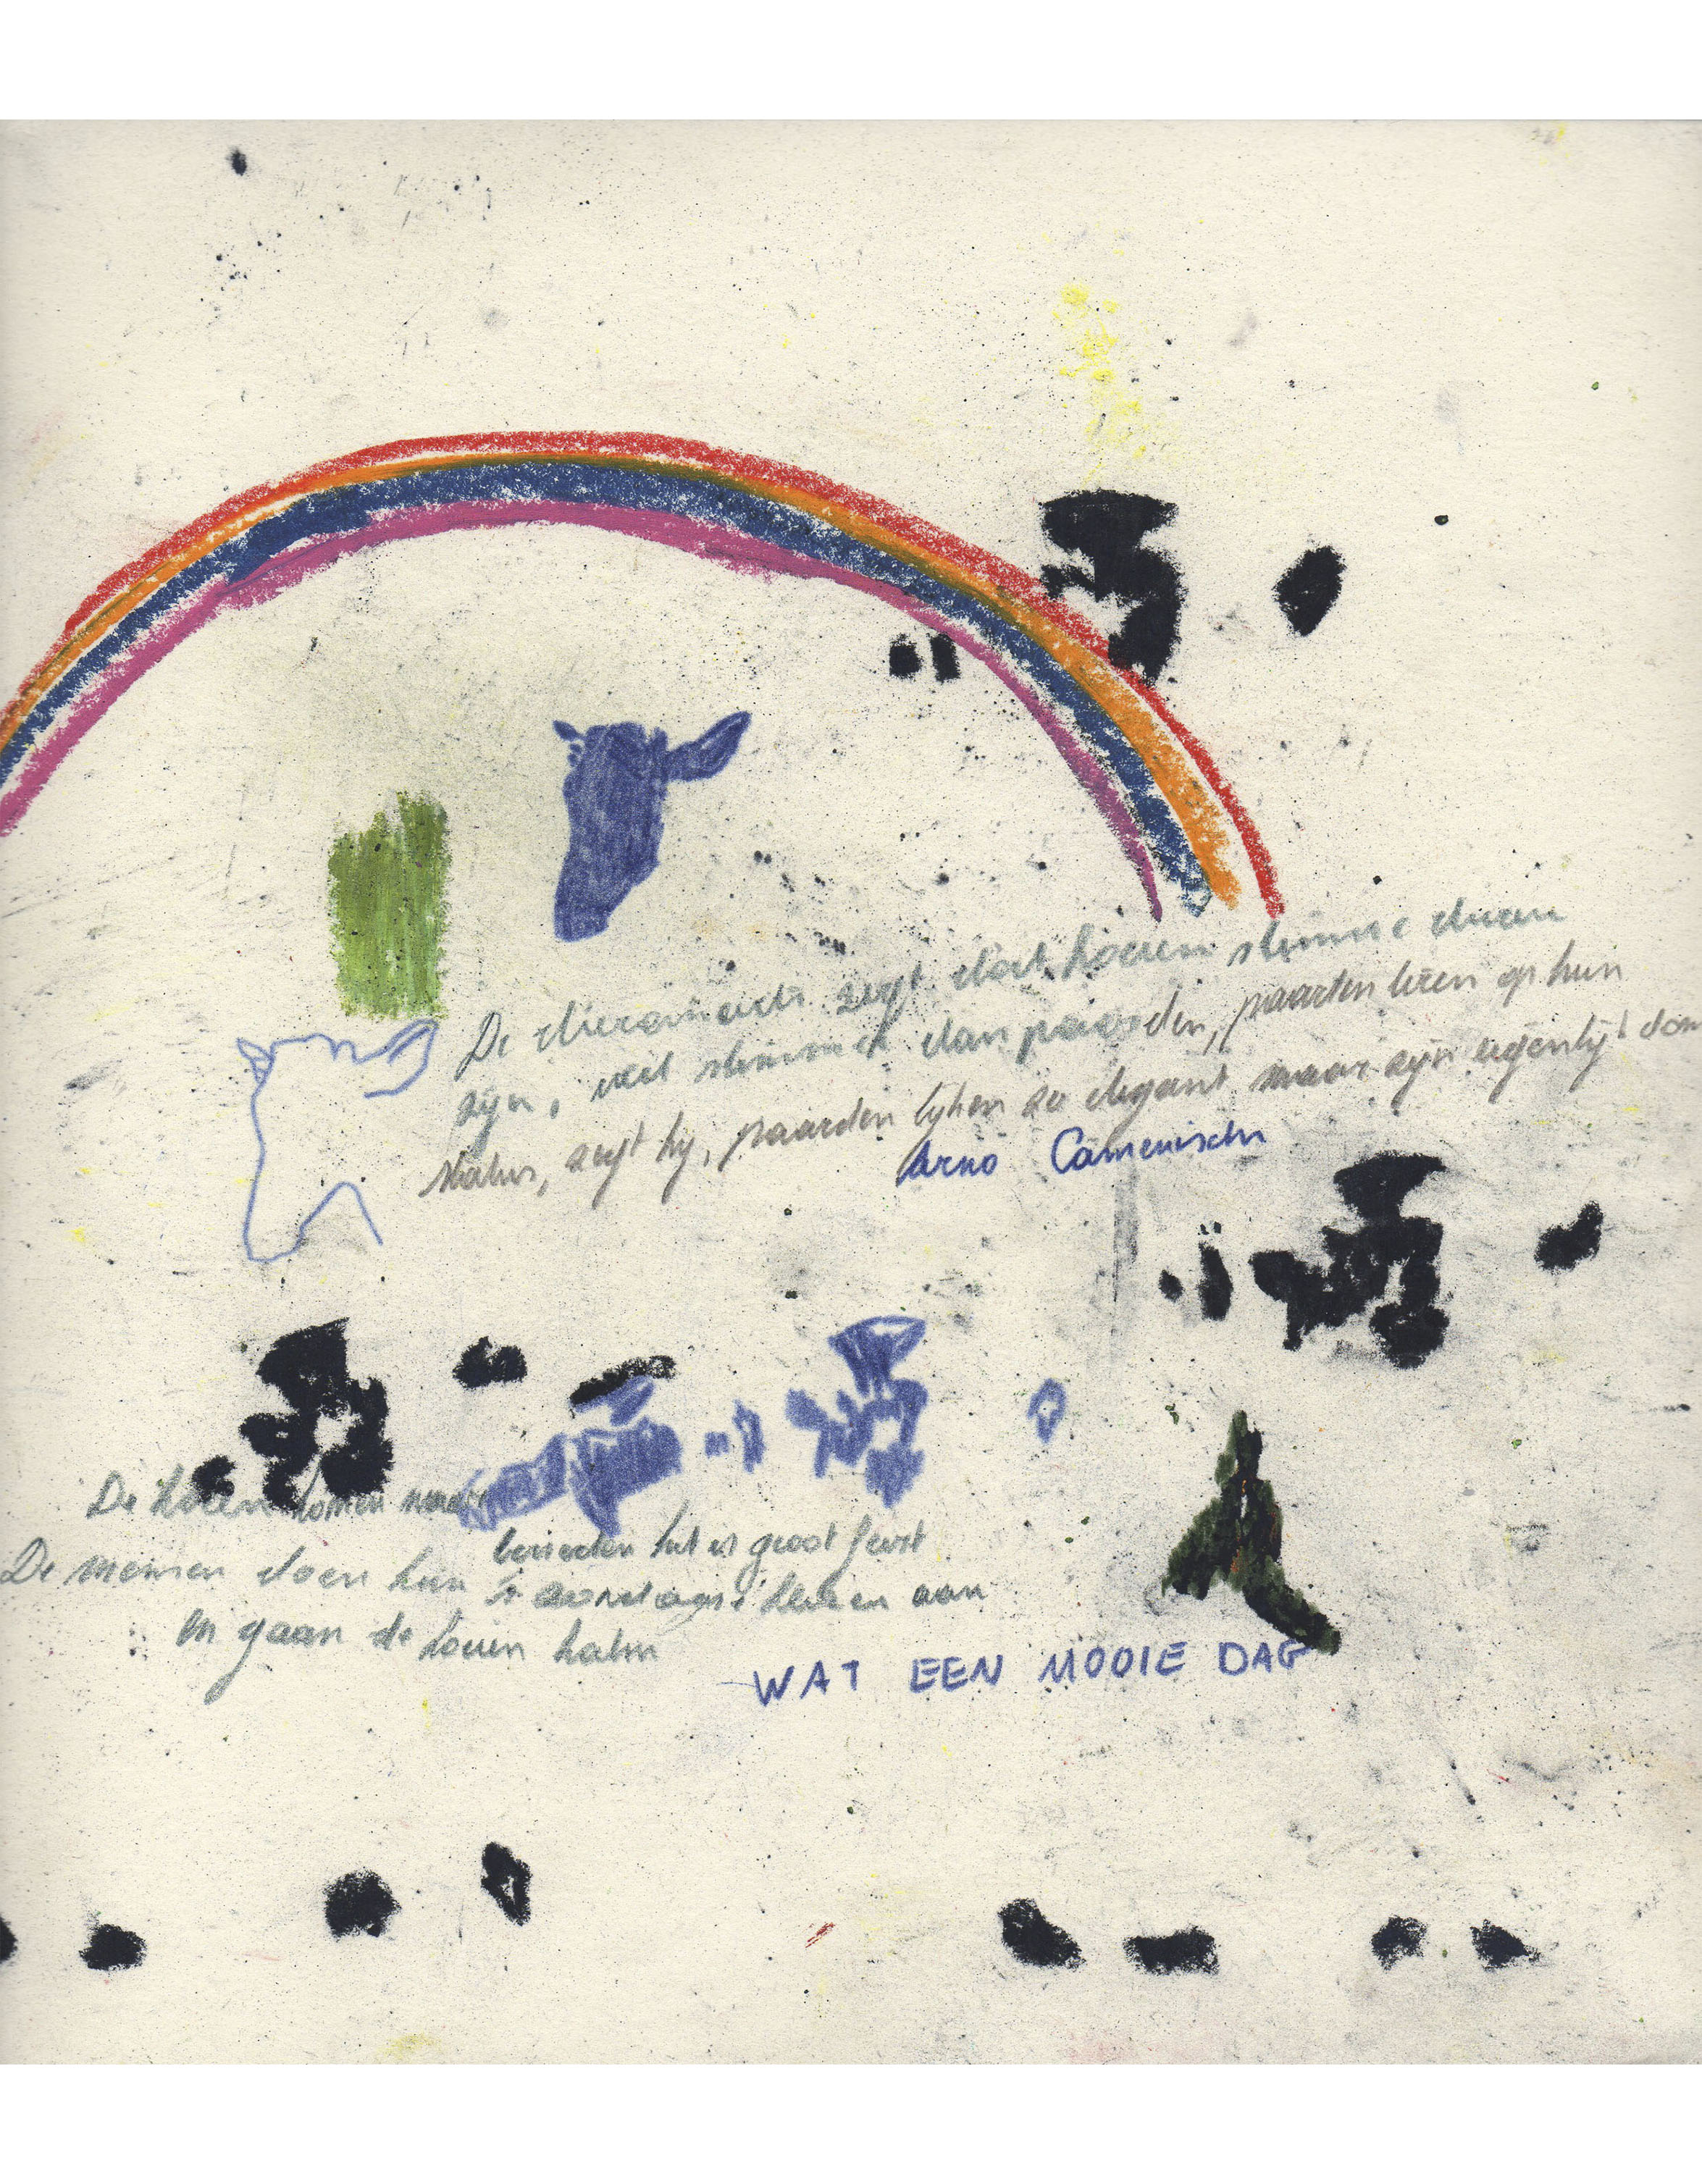 De dierenarts zegt dat koeien slimme dieren
zijn, veel slimmer dan paarden, paarden leren op hun
status, zegt hij, paarden lijken zo elegant maar zijn eigenlijk dom
Arno Camenisch
De koeien komen naar
beneden het is groot feest
De mensen doen hun 's zondagse kleren aan
en gaan de koeien halen
WAT EEN MOOIE DAG